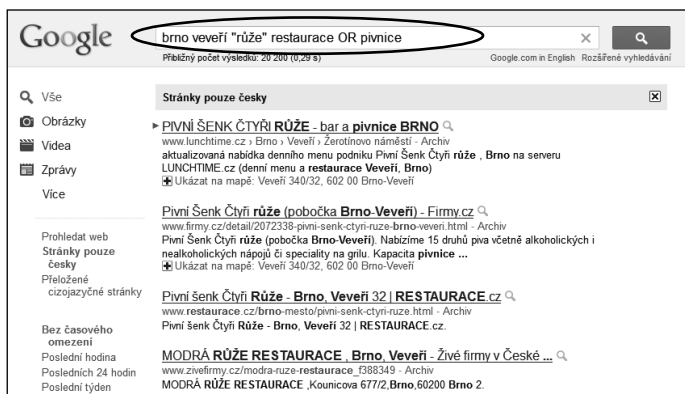 Google
brno veveří "růže" restaurace OR pivnice
Přibližný počet výsledků: 20 200 (0,29 s)
Google.com in English Rozšířené vyhledávání
Vše
Obrázky
Videa
Zprávy
Více
Prohledat web
Stránky pouze
česky
Přeložené
cizojazyčné stránky
Bez časového
omezení
Poslední hodina
Posledních 24 hodin
Poslední týden
Stránky pouze česky
PIVNÍ ŠENK ČTYŘI RŮŽE - bar a pivnice BRNO
www.lunchtime.cz › Brno › Veveří › Žerotínovo náměstí - Archiv
aktualizovaná nabídka denního menu podniku Pivní Šenk Čtyři růže , Brno na serveru
LUNCHTIME.cz (denní menu a restaurace Veveří, Brno)
Ukázat na mapě: Veveří 340/32, 602 00 Brno-Veveří
Pivní Šenk Čtyři růže (pobočka Brno-Veveří) - Firmy.cz
www.firmy.cz/detail/2072338-pivni-senk-ctyri-ruze-brno-veveri.html - Archiv
Pivní Šenk Čtyři růže (pobočka Brno-Veveří). Nabízíme 15 druhů piva včetně alkoholických i
nealkoholických nápojů či speciality na grilu. Kapacita pivnice ...
Ukázat na mapě: Veveří 340/32, 602 00 Brno-Veveří
Pivní šenk Čtyři Růže - Brno, Veveří 32 | RESTAURACE.cz
www.restaurace.cz/brno-mesto/pivni-senk-ctyri-ruze.html - Archiv
Pivní šenk Čtyři Růže - Brno, Veveří 32 | RESTAURACE.cz.
MODRÁ RŮŽE RESTAURACE , Brno, Veveří - Živé firmy v České ...
www.zivefirmy.cz/modra-ruze-restaurace_f388349 - Archiv
MODRÁ RŮŽE RESTAURACE ,Kounicova 677/2,Brno,60200 Brno 2.